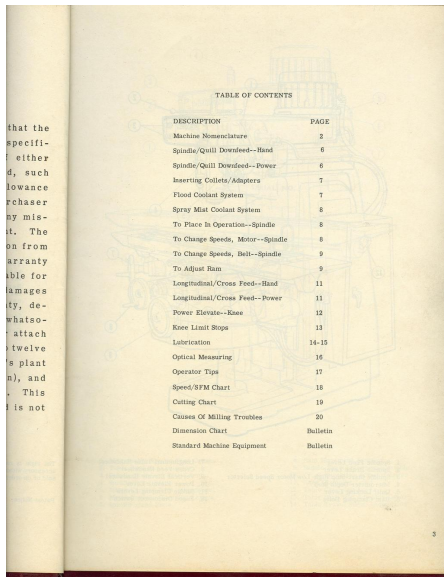 that the
specifi-
either
d, such
lowance
rchaser
ny mis-
nt. The
on from
arranty
able for
damages
ty, de-
whatso-
attach
twelve
's plant
n), and
. This
is not
TABLE OF CONTENTS
DESCRIPTION PAGE
Machine Nomenclature 2
Spindle/Quill Downfeed--Hand 6
Spindle/Quill Downfeed--Power 6
Inserting Collets/Adapters 7
Flood Coolant System 7
Spray Mist Coolant System 8
To Place In Operation--Spindle 8
To Change Speeds, Motor--Spindle 8
To Change Speeds, Belt--Spindle 9
To Adjust Ram 9
Longitudinal/Cross Feed--Hand 11
Longitudinal/Cross Feed--Power 11
Power Elevate--Knee 12
Knee Limit Stops 13
Lubrication 14-15
Optical Measuring 16
Operator Tips 17
Speed/SFM Chart 18
Cutting Chart 19
Causes Of Milling Troubles 20
Dimension Chart Bulletin
Standard Machine Equipment Bulletin
3